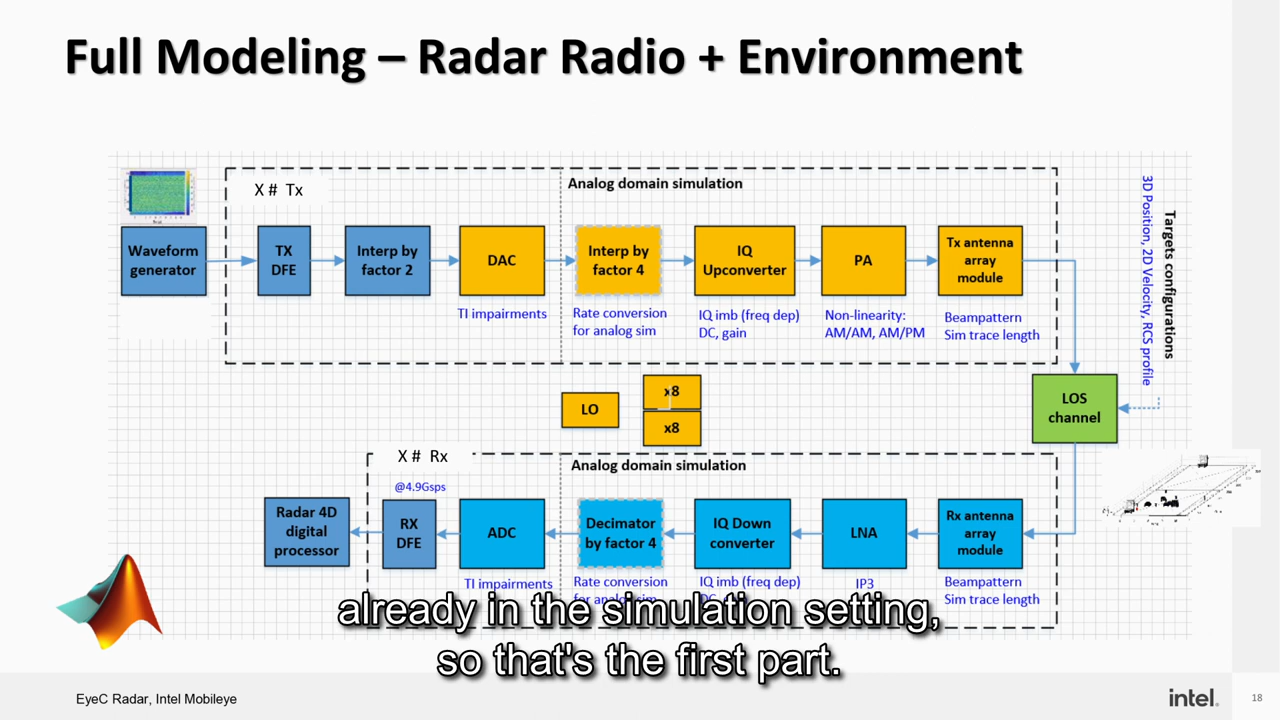 Full Modeling – Radar Radio + Environment
X # Tx
Analog domain simulation
Waveform
generator
TX
DFE
Interp by
factor 2
DAC
Interp by
factor 4
IQ
Upconverter
PA
Tx antenna
array
module
TI impairments
Rate conversion
for analog sim
IQ imb (freq dep)
DC, gain
Non-linearity:
AM/AM, AM/PM
Beampattern
Sim trace length
Targets configurations
3D Position, 2D Velocity, RCS profile
LO
x8
x8
LOS
channel
X # Rx
Analog domain simulation
@4.9Gsps
Radar 4D
digital
processor
RX
DFE
ADC
Decimator
by factor 4
IQ Down
converter
LNA
Rx antenna
array
module
TI impairments
Rate conversion
for analog sim
IQ imb (freq dep)
IP3
Beampattern
Sim trace length
already in the simulation setting,
so that's the first part.
EyeC Radar, Intel Mobileye
intel.
18